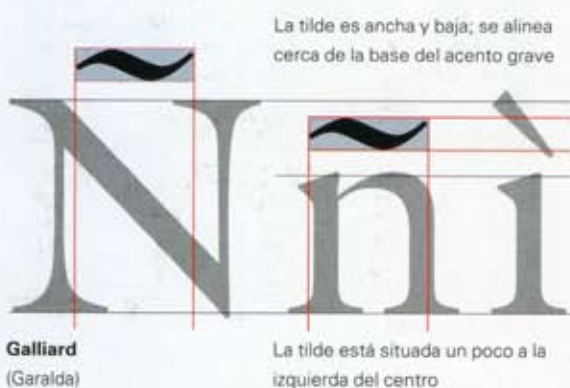 La tilde es ancha y baja; se alinea
cerca de la base del acento grave
Ñ ñ ì
Galliard
(Garalda)
La tilde está situada un poco a la
izquierda del centro